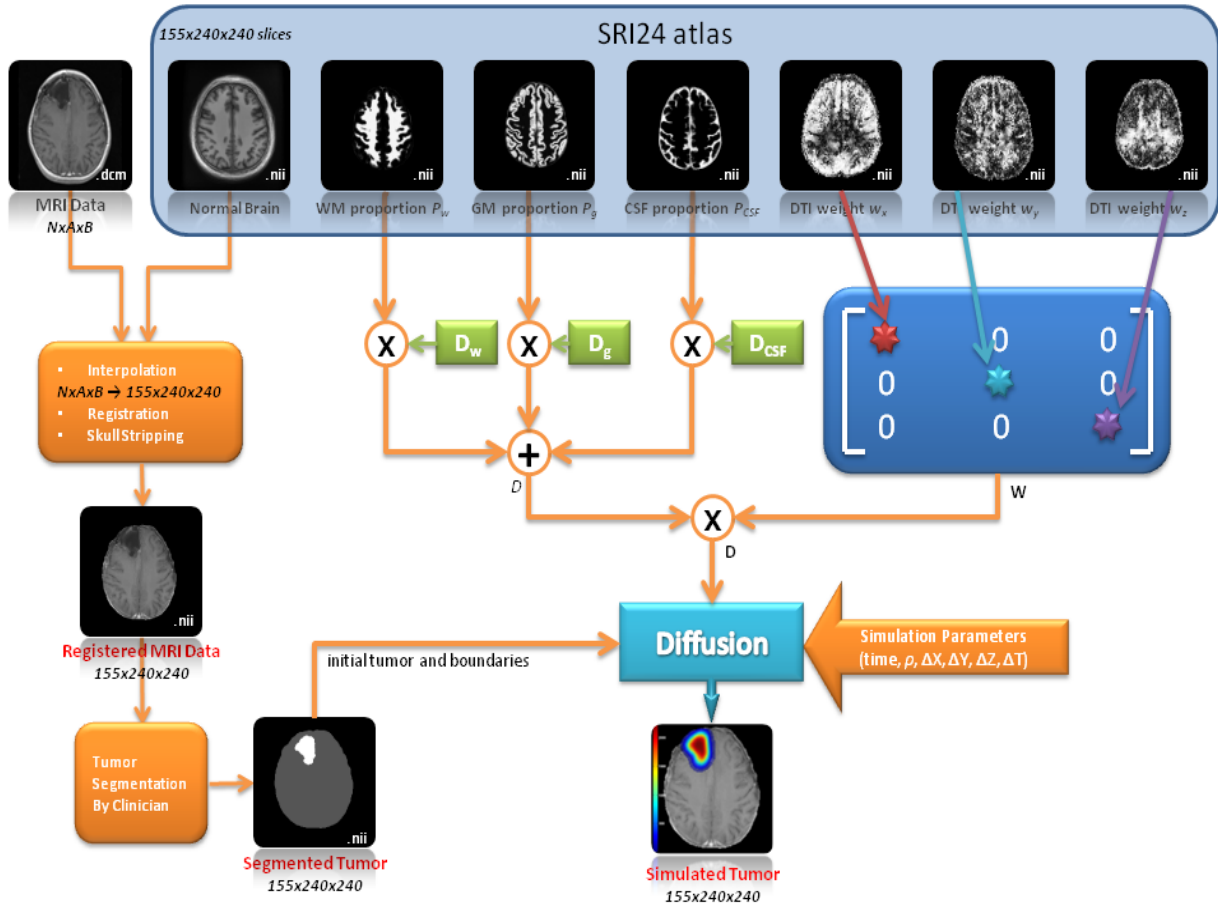 155x240x240 slices
SRI24 atlas
.dcm
.nii
.nii
.nii
.nii
.nii
.nii
.nii
MRI Data
NxAxB
Normal Brain
WM proportion Pw
GM proportion Pg
CSF proportion PCSF
DTI weight wx
DTI weight wy
DTI weight wz
X
Dw
X
Dg
X
DCSF
0 0
0 0
0 0
▪ Interpolation
NxAxB → 155x240x240
▪ Registration
▪ Skull Stripping
+
D
W
X
D
.nii
Registered MRI Data
155x240x240
initial tumor and boundaries
Diffusion
Simulation Parameters
(time, ρ, ΔX, ΔY, ΔZ, ΔT)
Tumor
Segmentation
By Clinician
.nii
Segmented Tumor
155x240x240
Simulated Tumor
155x240x240